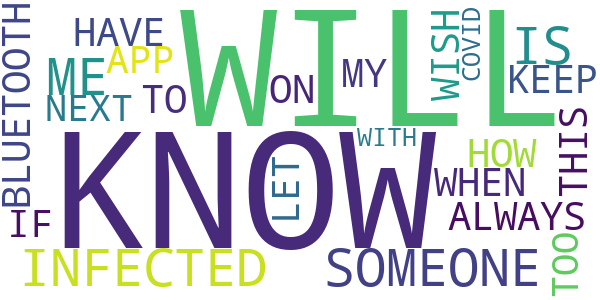 BLUETOOTH
HAVE
APP
ME
NEXT
TO
WILL
ON
MY
WISH
COVID
IS
KEEP
KNOW
LET
WITH
WHEN
HOW
THIS
ALWAYS
IF
INFECTED
SOMEONE
TOO